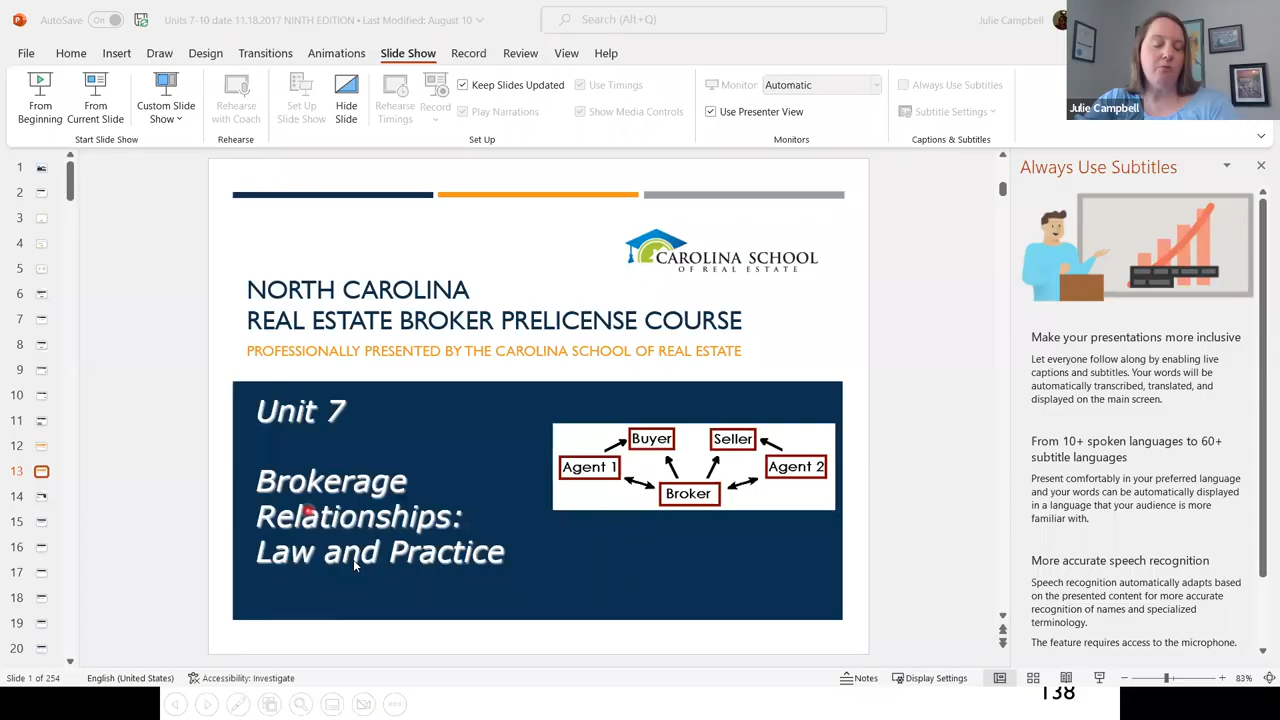 AutoSave
On
Units 7-10 date 11.18.2017 NINTH EDITION • Last Modified: August 10
Search (Alt+Q)
Julie Campbell
Julie Campbell
File
Home
Insert
Draw
Design
Transitions
Animations
Slide Show
Record
Review
View
Help
From
Beginning
From
Current Slide
Custom Slide
Show
Rehearse
with Coach
Set Up
Slide Show
Hide
Slide
Rehearse
Timings
Record
Keep Slides Updated
Play Narrations
Use Timings
Show Media Controls
Monitor:
Automatic
Use Presenter View
Always Use Subtitles
Subtitle Settings
Start Slide Show
Rehearse
Set Up
Monitors
Captions & Subtitles
1
2
3
4
5
6
7
8
9
10
11
12
13
14
15
16
17
18
19
20
CAROLINA SCHOOL
OF REAL ESTATE
NORTH CAROLINA
REAL ESTATE BROKER PRELICENSE COURSE
PROFESSIONALLY PRESENTED BY THE CAROLINA SCHOOL OF REAL ESTATE
Unit 7
Brokerage
Relationships:
Law and Practice
Buyer
Seller
Agent 1
Agent 2
Broker
Always Use Subtitles
Make your presentations more inclusive
Let everyone follow along by enabling live
captions and subtitles. Your words will be
automatically transcribed, translated, and
displayed on the main screen.
From 10+ spoken languages to 60+
subtitle languages
Present comfortably in your preferred language
and your words can be automatically displayed
in a language that your audience is more
familiar with.
More accurate speech recognition
Speech recognition automatically adapts based
on the presented content for more accurate
recognition of names and specialized
terminology.
The feature requires access to the microphone.
Slide 1 of 254
English (United States)
Accessibility: Investigate
Notes
Display Settings
83%
138